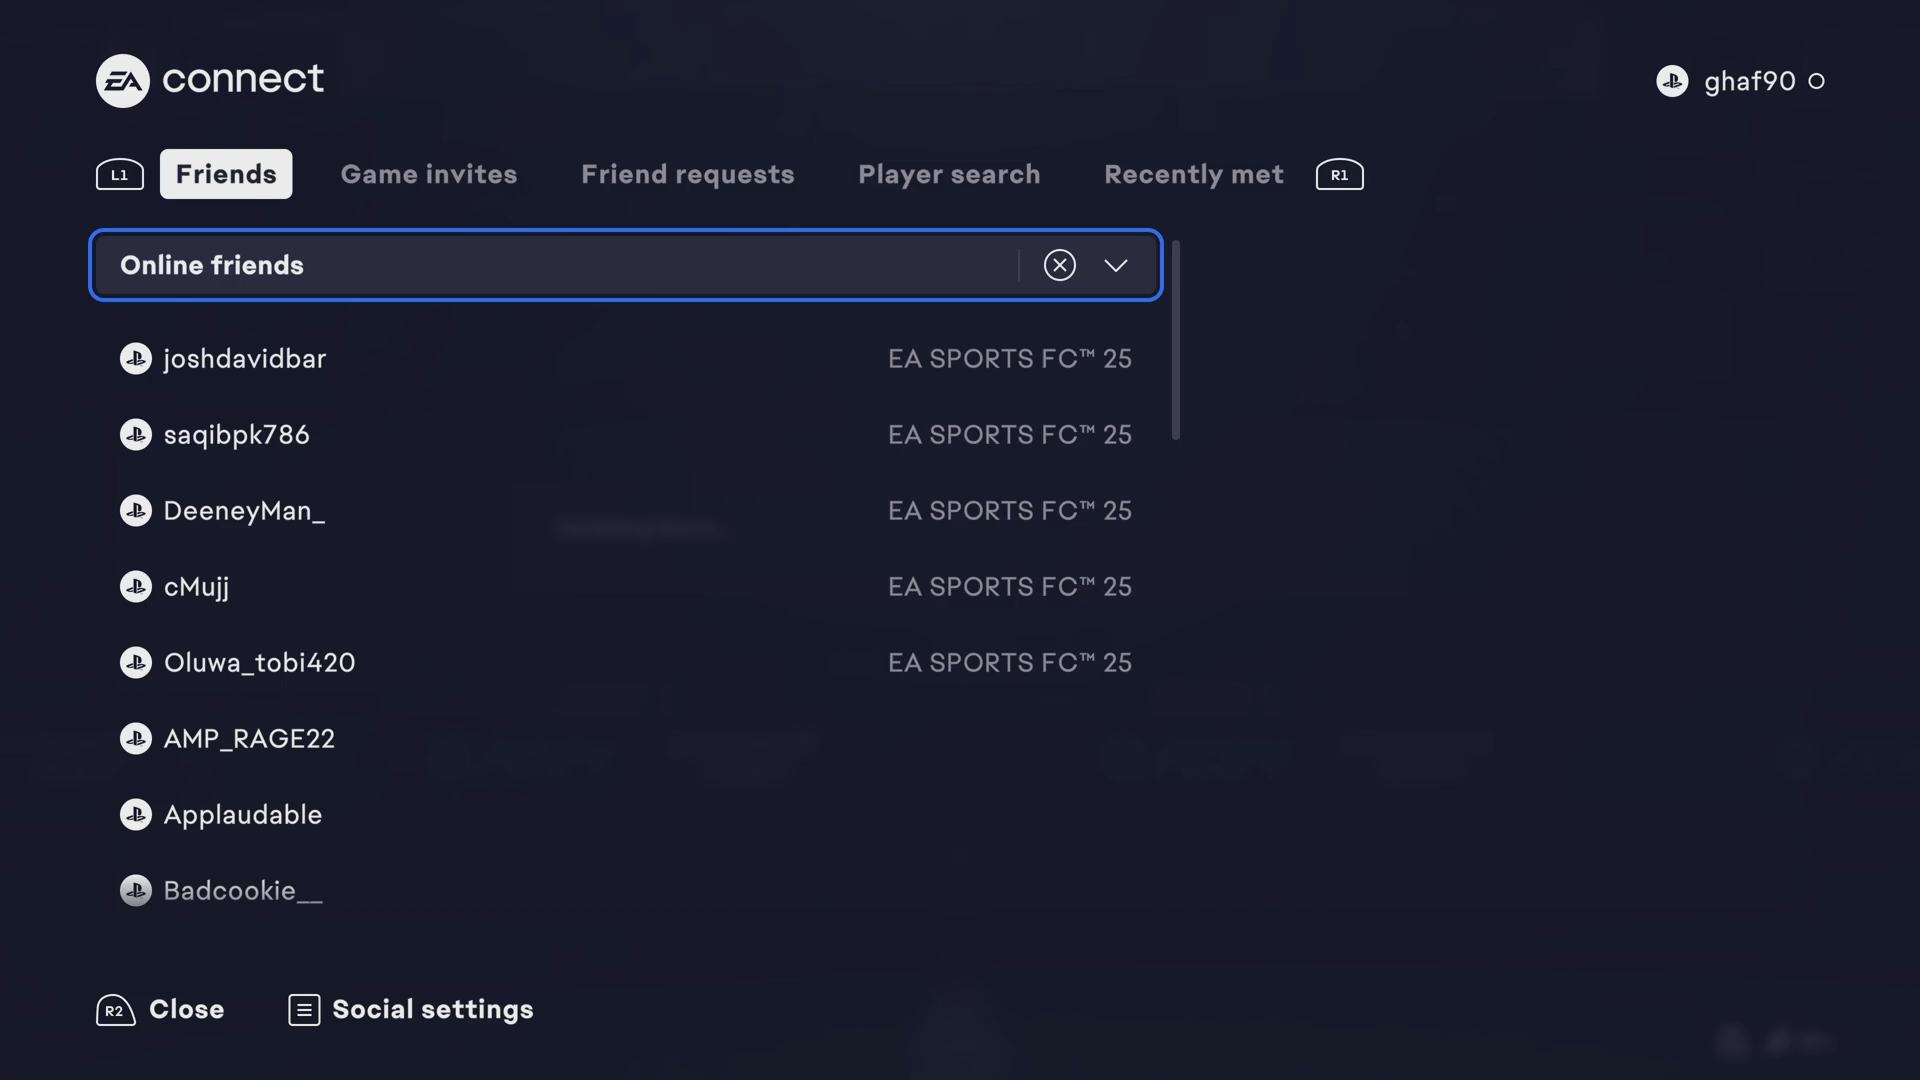 EA connect
ghaf90
L1 Friends Game invites Friend requests Player search Recently met R1
Online friends
joshdavidbar EA SPORTS FC™ 25
saqibpk786 EA SPORTS FC™ 25
DeeneyMan_ EA SPORTS FC™ 25
cMujj EA SPORTS FC™ 25
Oluwa_tobi420 EA SPORTS FC™ 25
AMP_RAGE22
Applaudable
Badcookie__
R2 Close Social settings